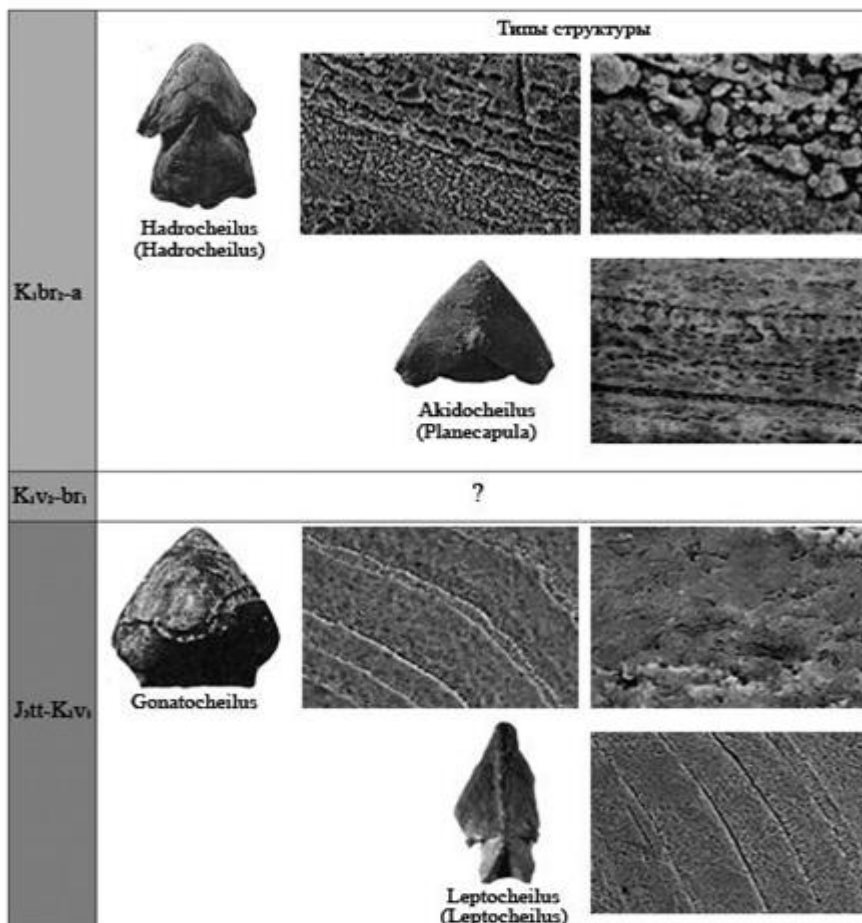 Типы структуры
Hadrocheilus
(Hadrocheilus)
K₁br₂-a
Akidocheilus
(Planecapula)
K₁v₂-br₁
?
Gonatocheilus
J₃tt-K₁v₁
Leptocheilus
(Leptocheilus)